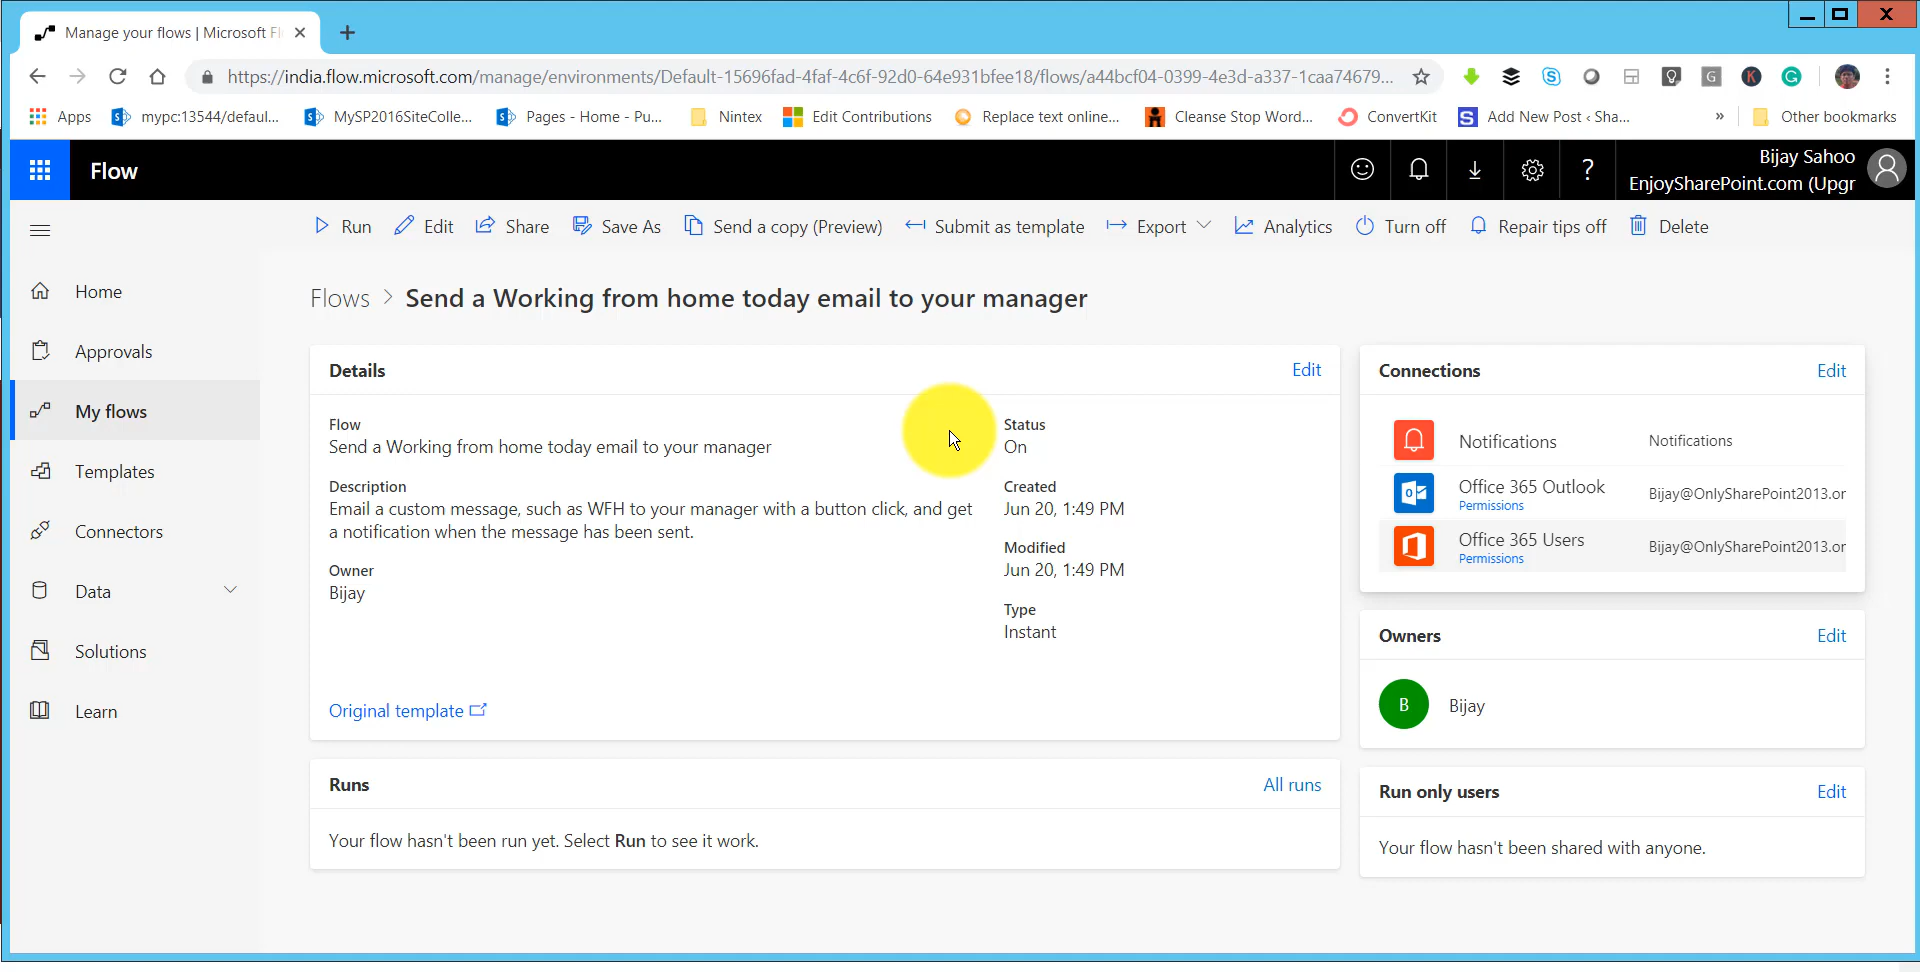 Manage your flows | Microsoft Fl
https://india.flow.microsoft.com/manage/environments/Default-15696fad-4faf-4c6f-92d0-64e931bfee18/flows/a44bcf04-0399-4e3d-a337-1caa74679...
Apps
mypc:13544/defaul...
MySP2016SiteColle...
Pages - Home - Pu...
Nintex
Edit Contributions
Replace text online...
Cleanse Stop Word...
ConvertKit
Add New Post ‹ Sha...
»
Other bookmarks
Flow
?
Bijay Sahoo
EnjoySharePoint.com (Upgr
Run
Edit
Share
Save As
Send a copy (Preview)
Submit as template
Export
Analytics
Turn off
Repair tips off
Delete
Home
Approvals
My flows
Templates
Connectors
Data
Solutions
Learn
Flows > Send a Working from home today email to your manager
Details
Edit
Flow
Send a Working from home today email to your manager
Description
Email a custom message, such as WFH to your manager with a button click, and get
a notification when the message has been sent.
Owner
Bijay
Status
On
Created
Jun 20, 1:49 PM
Modified
Jun 20, 1:49 PM
Type
Instant
Original template
Runs
All runs
Your flow hasn't been run yet. Select Run to see it work.
Connections
Edit
Notifications
Notifications
Office 365 Outlook
Permissions
Bijay@OnlySharePoint2013.or
Office 365 Users
Permissions
Bijay@OnlySharePoint2013.or
Owners
Edit
B
Bijay
Run only users
Edit
Your flow hasn't been shared with anyone.